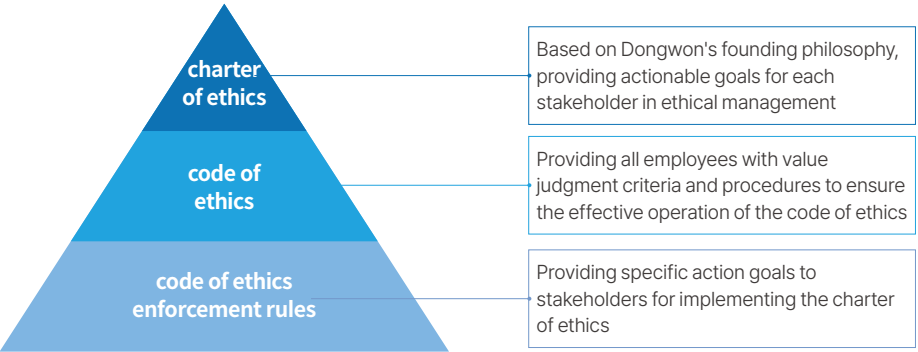 charter
of ethics
Based on Dongwon's founding philosophy,
providing actionable goals for each
stakeholder in ethical management
code of
ethics
Providing all employees with value
judgment criteria and procedures to ensure
the effective operation of the code of ethics
code of ethics
enforcement rules
Providing specific action goals to
stakeholders for implementing the charter
of ethics